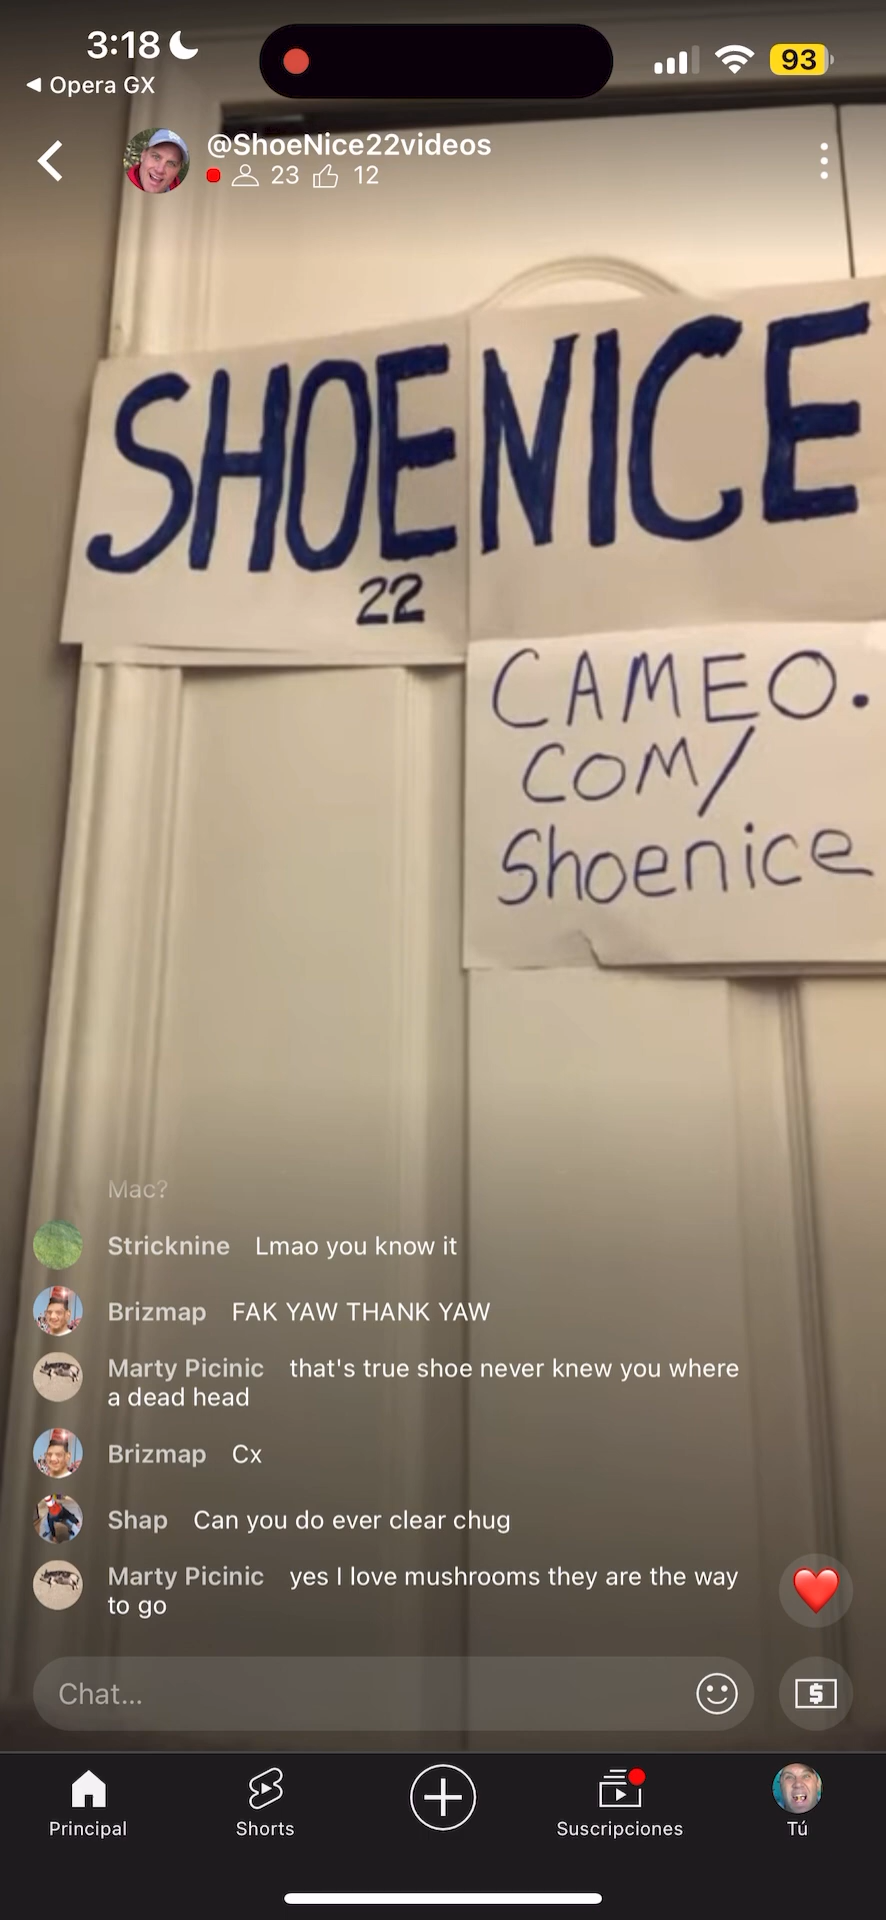 3:18
93
◀ Opera GX
@ShoeNice22videos
23 12
SHOENICE
22
CAMEO.
COM/
Shoenice
Mac?
Stricknine Lmao you know it
Brizmap FAK YAW THANK YAW
Marty Picinic that's true shoe never knew you where
a dead head
Brizmap Cx
Shap Can you do ever clear chug
Marty Picinic yes I love mushrooms they are the way
to go
Chat...
$
Principal
Shorts
Suscripciones
Tú